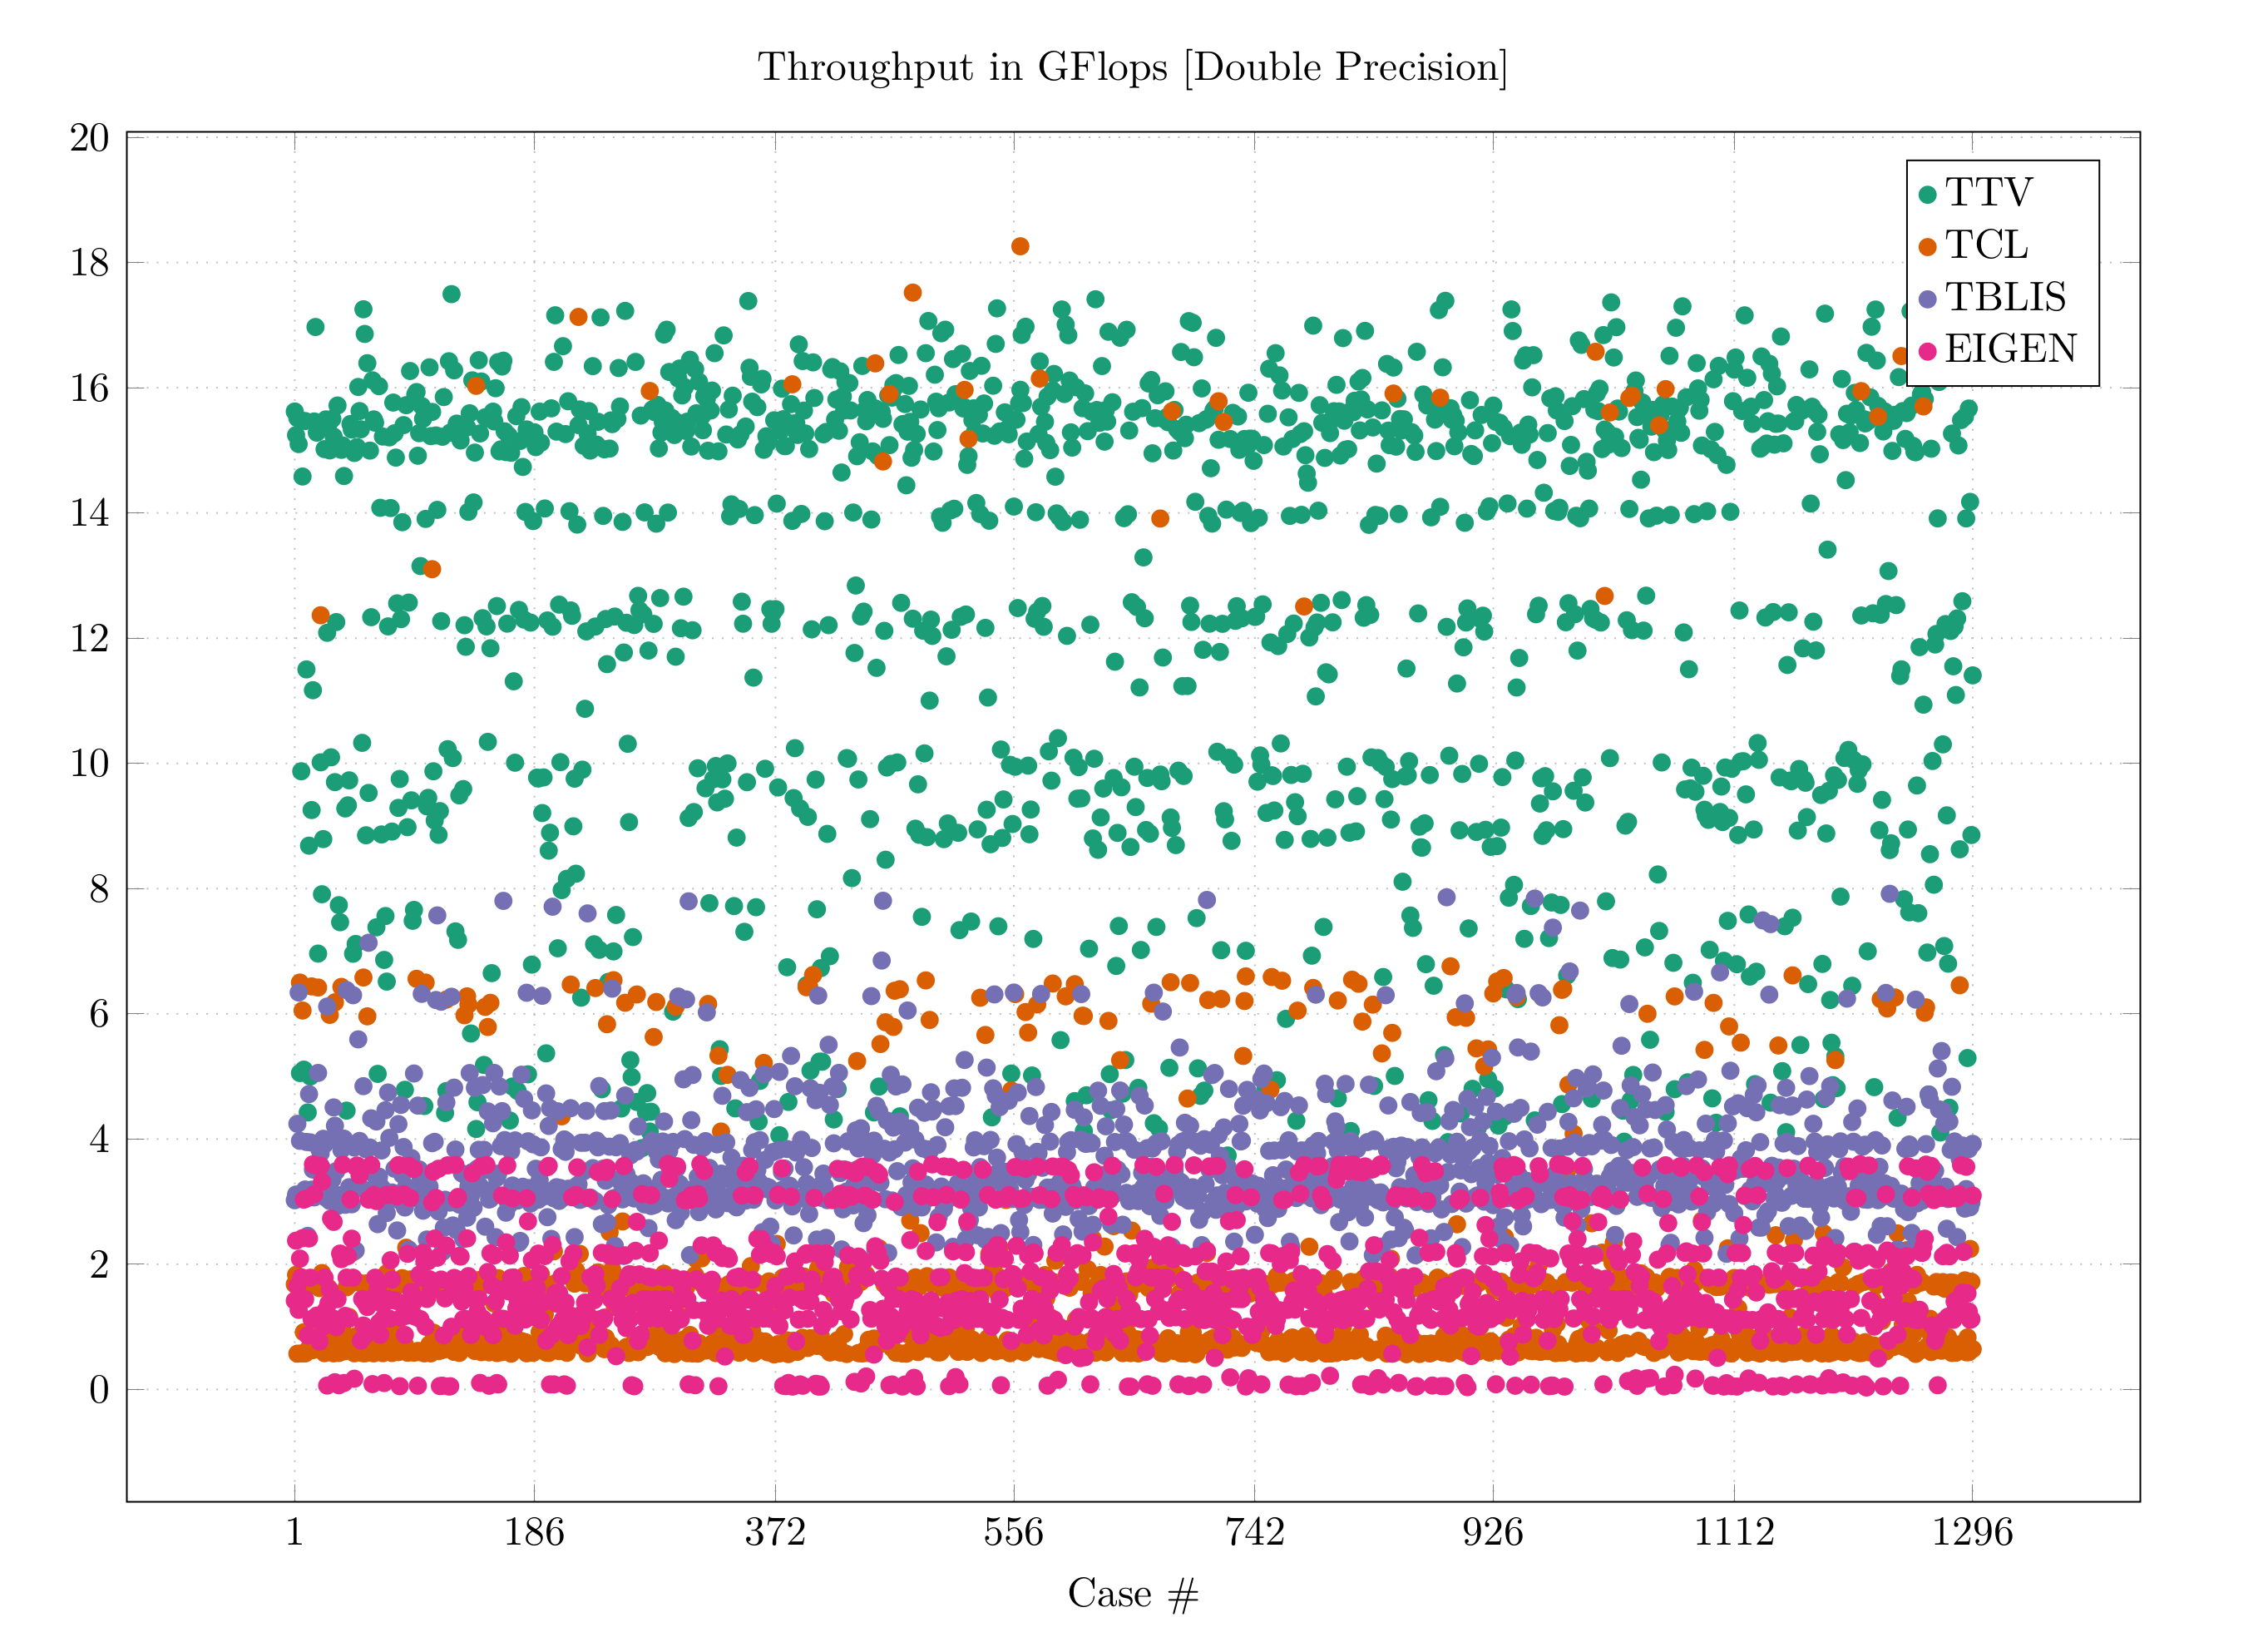 Throughput in GFlops [Double Precision]
20
18
16
14
12
10
8
6
4
2
0
TTV
TCL
TBLIS
EIGEN
1 186 372 556 742 926 1112 1296
Case #